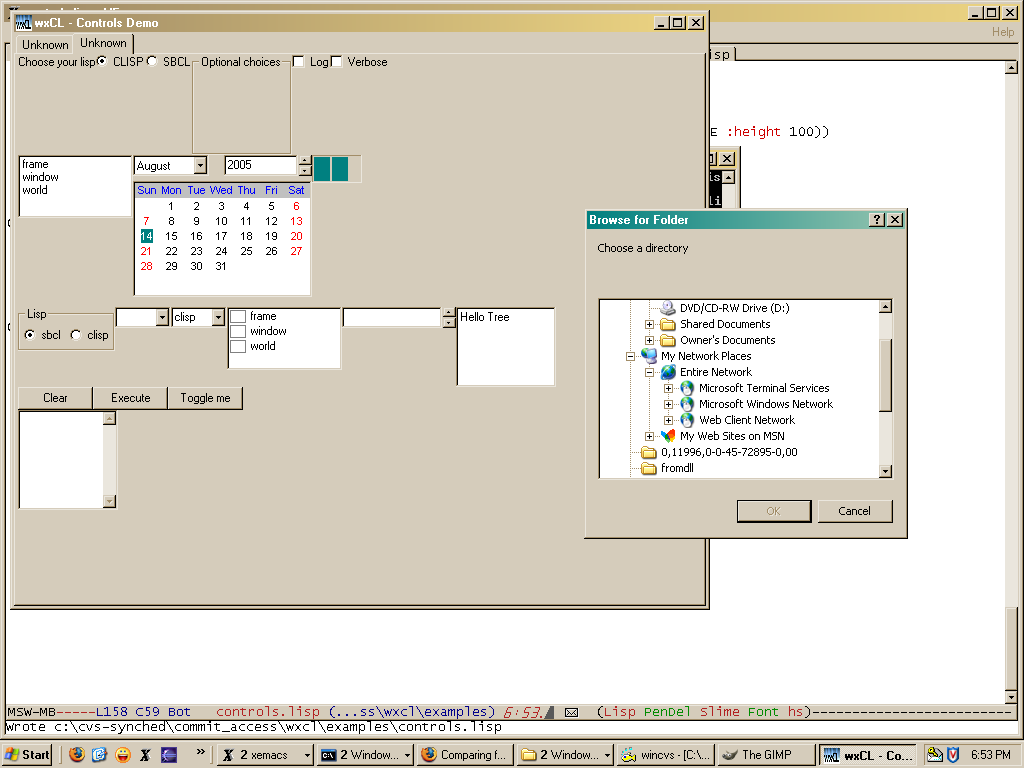 wxCL - Controls Demo
Help
Unknown
Unknown
isp
Choose your lisp CLISP SBCL Optional choices Log Verbose
E :height 100))
frame
window
world
August 2005
Sun Mon Tue Wed Thu Fri Sat
1 2 3 4 5 6
7 8 9 10 11 12 13
14 15 16 17 18 19 20
21 22 23 24 25 26 27
28 29 30 31
Browse for Folder
Choose a directory
DVD/CD-RW Drive (D:)
Shared Documents
Owner's Documents
My Network Places
Entire Network
Microsoft Terminal Services
Microsoft Windows Network
Web Client Network
My Web Sites on MSN
0,11996,0-0-45-72895-0,00
fromdll
OK Cancel
Lisp
sbcl clisp
clisp
frame
window
world
Hello Tree
Clear Execute Toggle me
MSW-MB-----L158 C59 Bot controls.lisp (...ss\wxcl\examples) 6:53 (Lisp PenDel Slime Font hs)------------------------
wrote c:\cvs-synched\commit_access\wxcl\examples\controls.lisp
Start » 2 xemacs 2 Window... Comparing f... 2 Window... wincvs - [C:\... The GIMP wxCL - Co... 6:53 PM